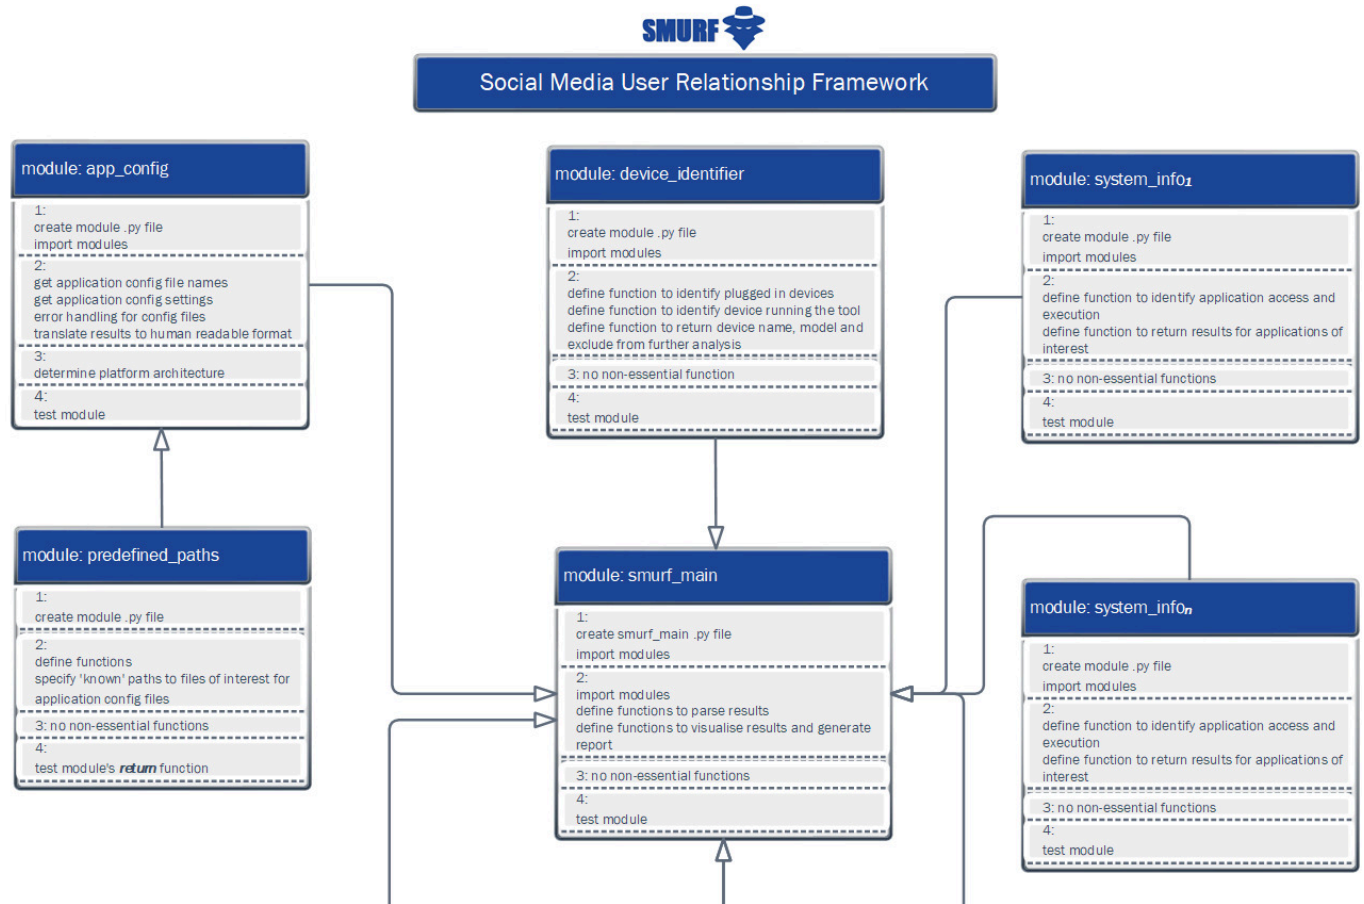 SMURF
Social Media User Relationship Framework
module: app_config
1:
create module .py file
import modules
2:
get application config file names
get application config settings
error handling for config files
translate results to human readable format
3:
determine platform architecture
4:
test module
module: device_identifier
1:
create module .py file
import modules
2:
define function to identify plugged in devices
define function to identify device running the tool
define function to return device name, model and
exclude from further analysis
3: no non-essential function
4:
test module
module: system_info1
1:
create module .py file
import modules
2:
define function to identify application access and
execution
define function to return results for applications of
interest
3: no non-essential functions
4:
test module
module: predefined_paths
1:
create module .py file
2:
define functions
specify 'known' paths to files of interest for
application config files
3: no non-essential functions
4:
test module's return function
module: smurf_main
1:
create smurf_main .py file
import modules
2:
import modules
define functions to parse results
define functions to visualise results and generate
report
3: no non-essential functions
4:
test module
module: system_infon
1:
create module .py file
import modules
2:
define function to identify application access and
execution
define function to return results for applications of
interest
3: no non-essential functions
4:
test module